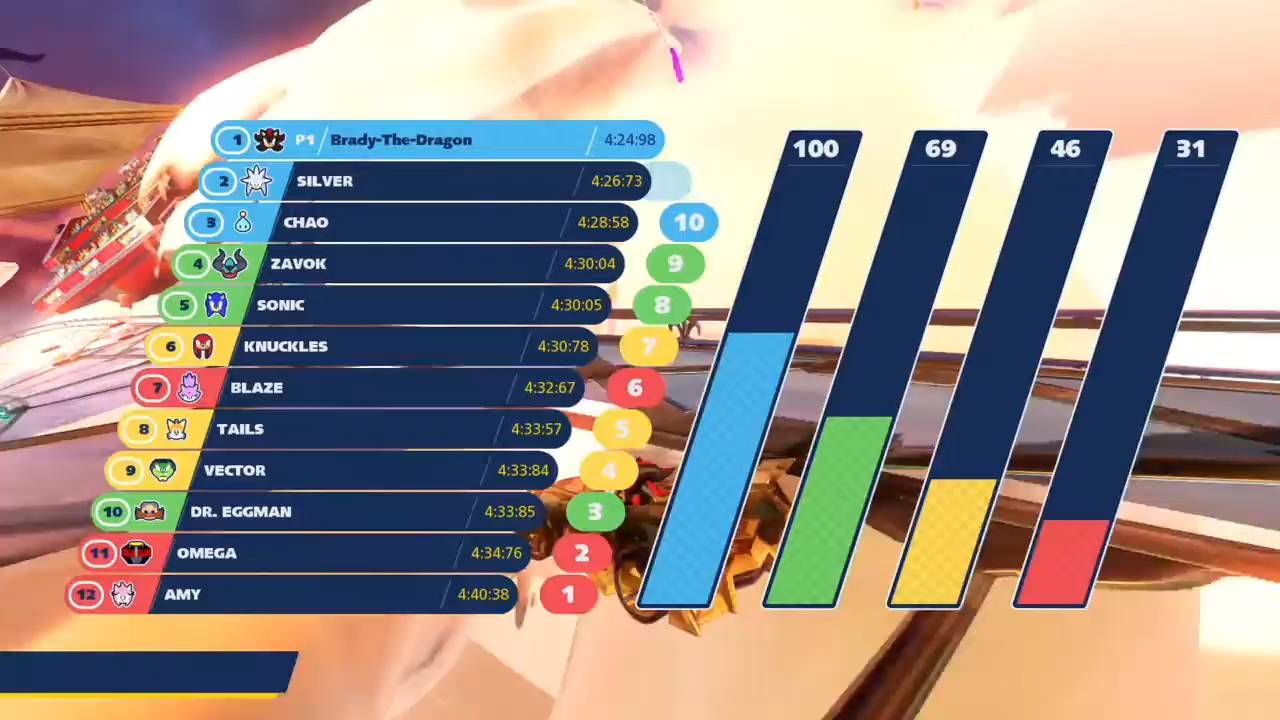 1 P1 Brady-The-Dragon 4:24:98
2 SILVER 4:26:73
3 CHAO 4:28:58 10
4 ZAVOK 4:30:04 9
5 SONIC 4:30:05 8
6 KNUCKLES 4:30:78 7
7 BLAZE 4:32:67 6
8 TAILS 4:33:57 5
9 VECTOR 4:33:84 4
10 DR. EGGMAN 4:33:85 3
11 OMEGA 4:34:76 2
12 AMY 4:40:38 1
100 69 46 31